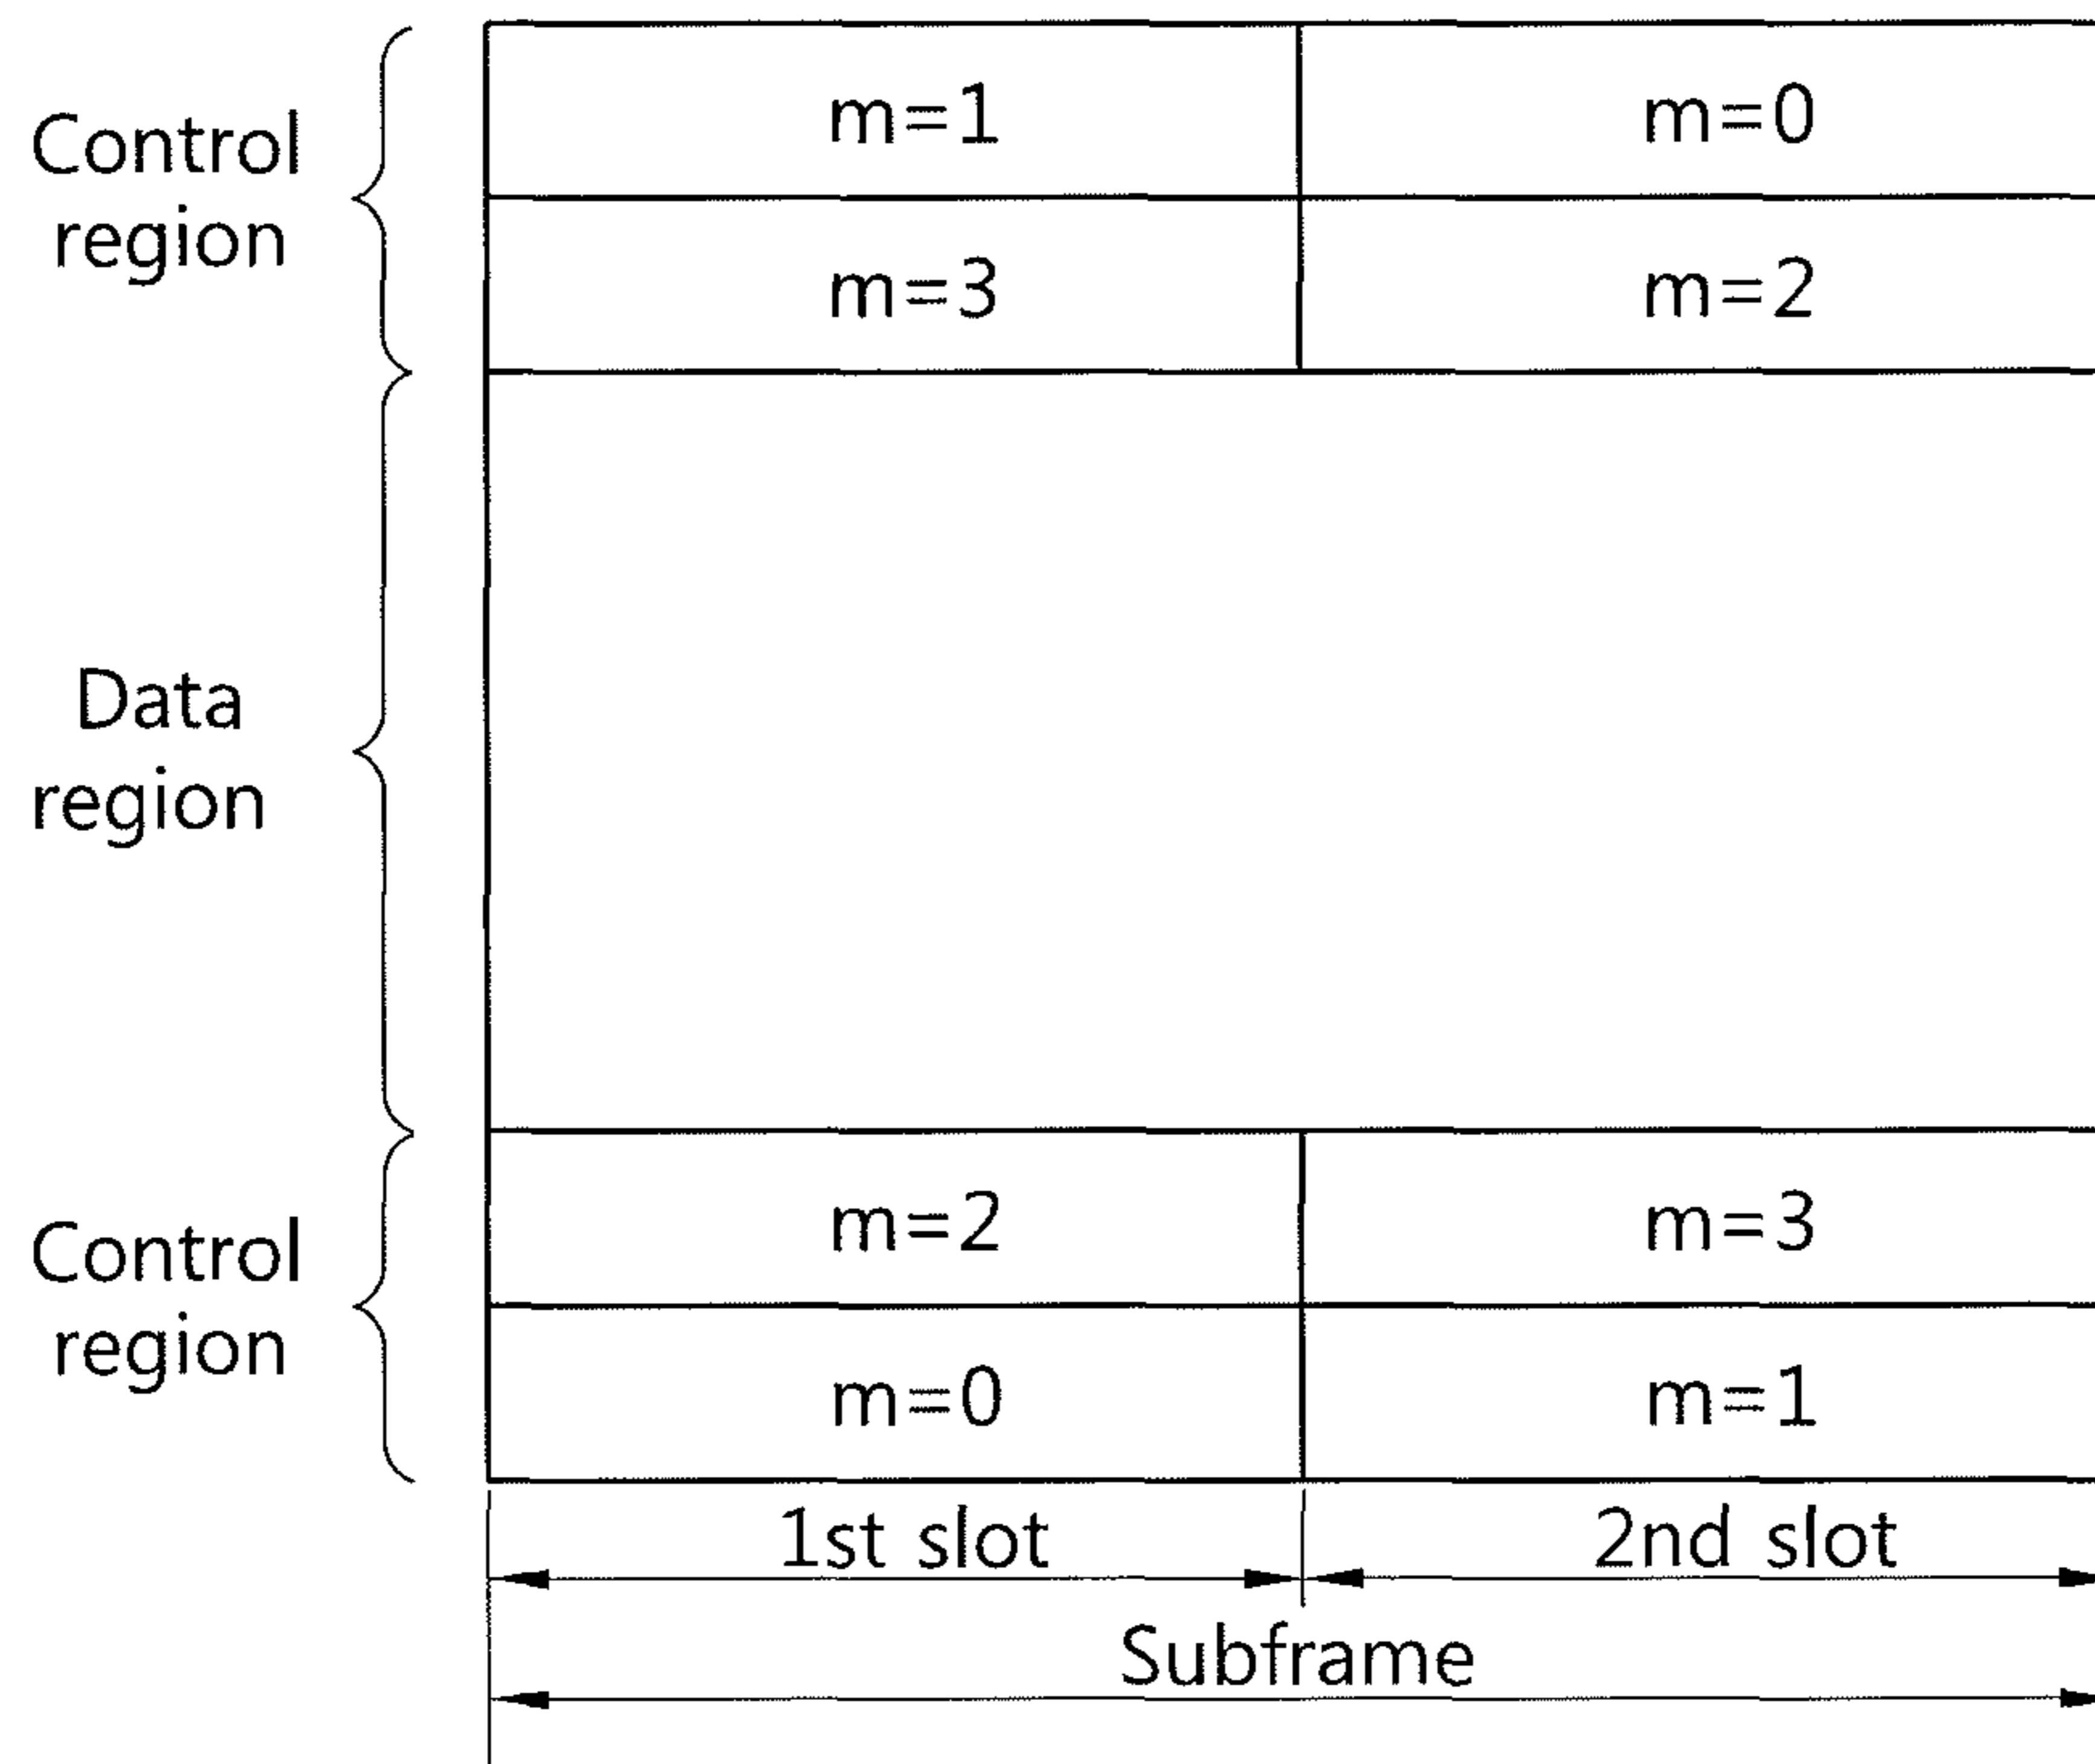 Control
region
m=1
m=0
m=3
m=2
Data
region
Control
region
m=2
m=3
m=0
m=1
1st slot
2nd slot
Subframe